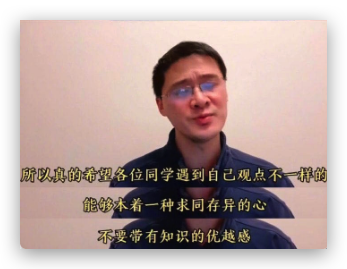 所以真的希望各位同学遇到自己观点不一样的
能够本着一种求同存异的心
不要带有知识的优越感